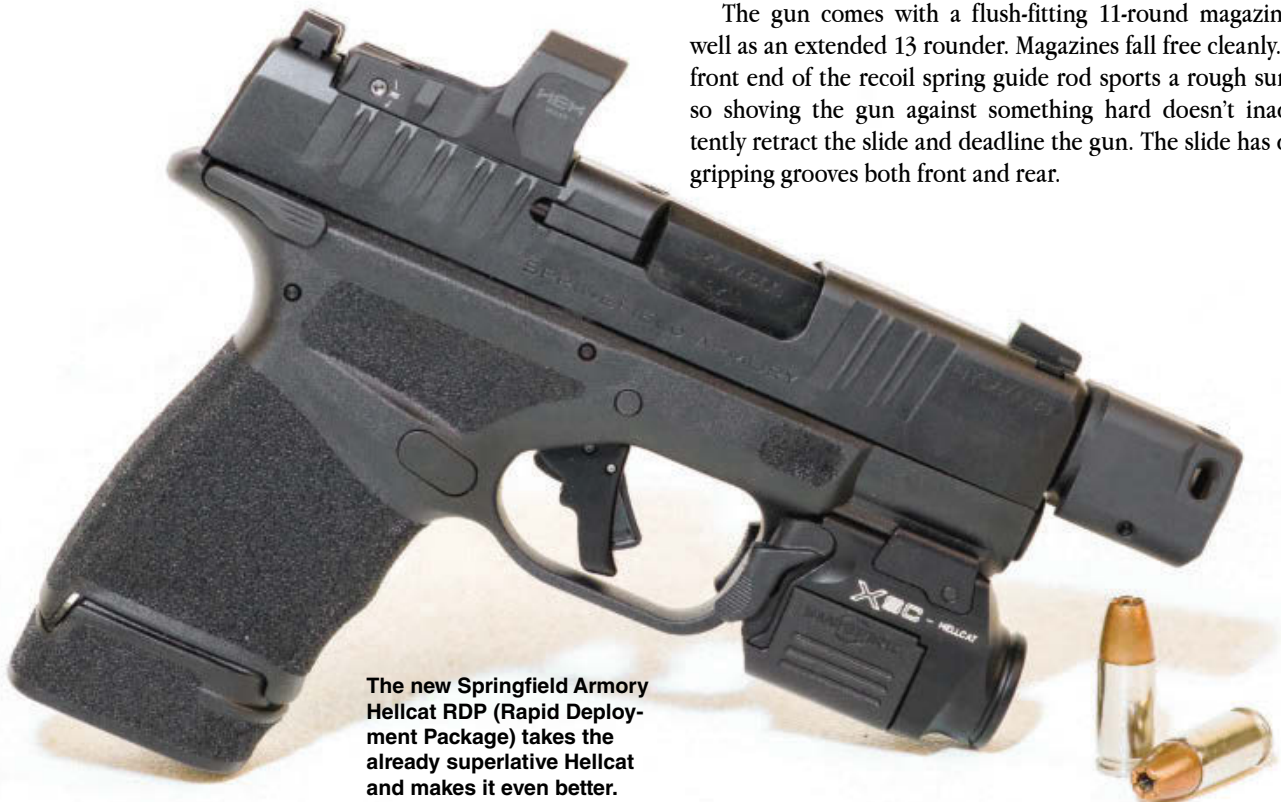 The gun comes with a flush-fitting 11-round magazin
well as an extended 13 rounder. Magazines fall free cleanly.
front end of the recoil spring guide rod sports a rough sur
so shoving the gun against something hard doesn't inad
tently retract the slide and deadline the gun. The slide has
gripping grooves both front and rear.
HEX
SPRINGFIELD ARMORY
XSC - HELLCAT
The new Springfield Armory
Hellcat RDP (Rapid Deploy-
ment Package) takes the
already superlative Hellcat
and makes it even better.